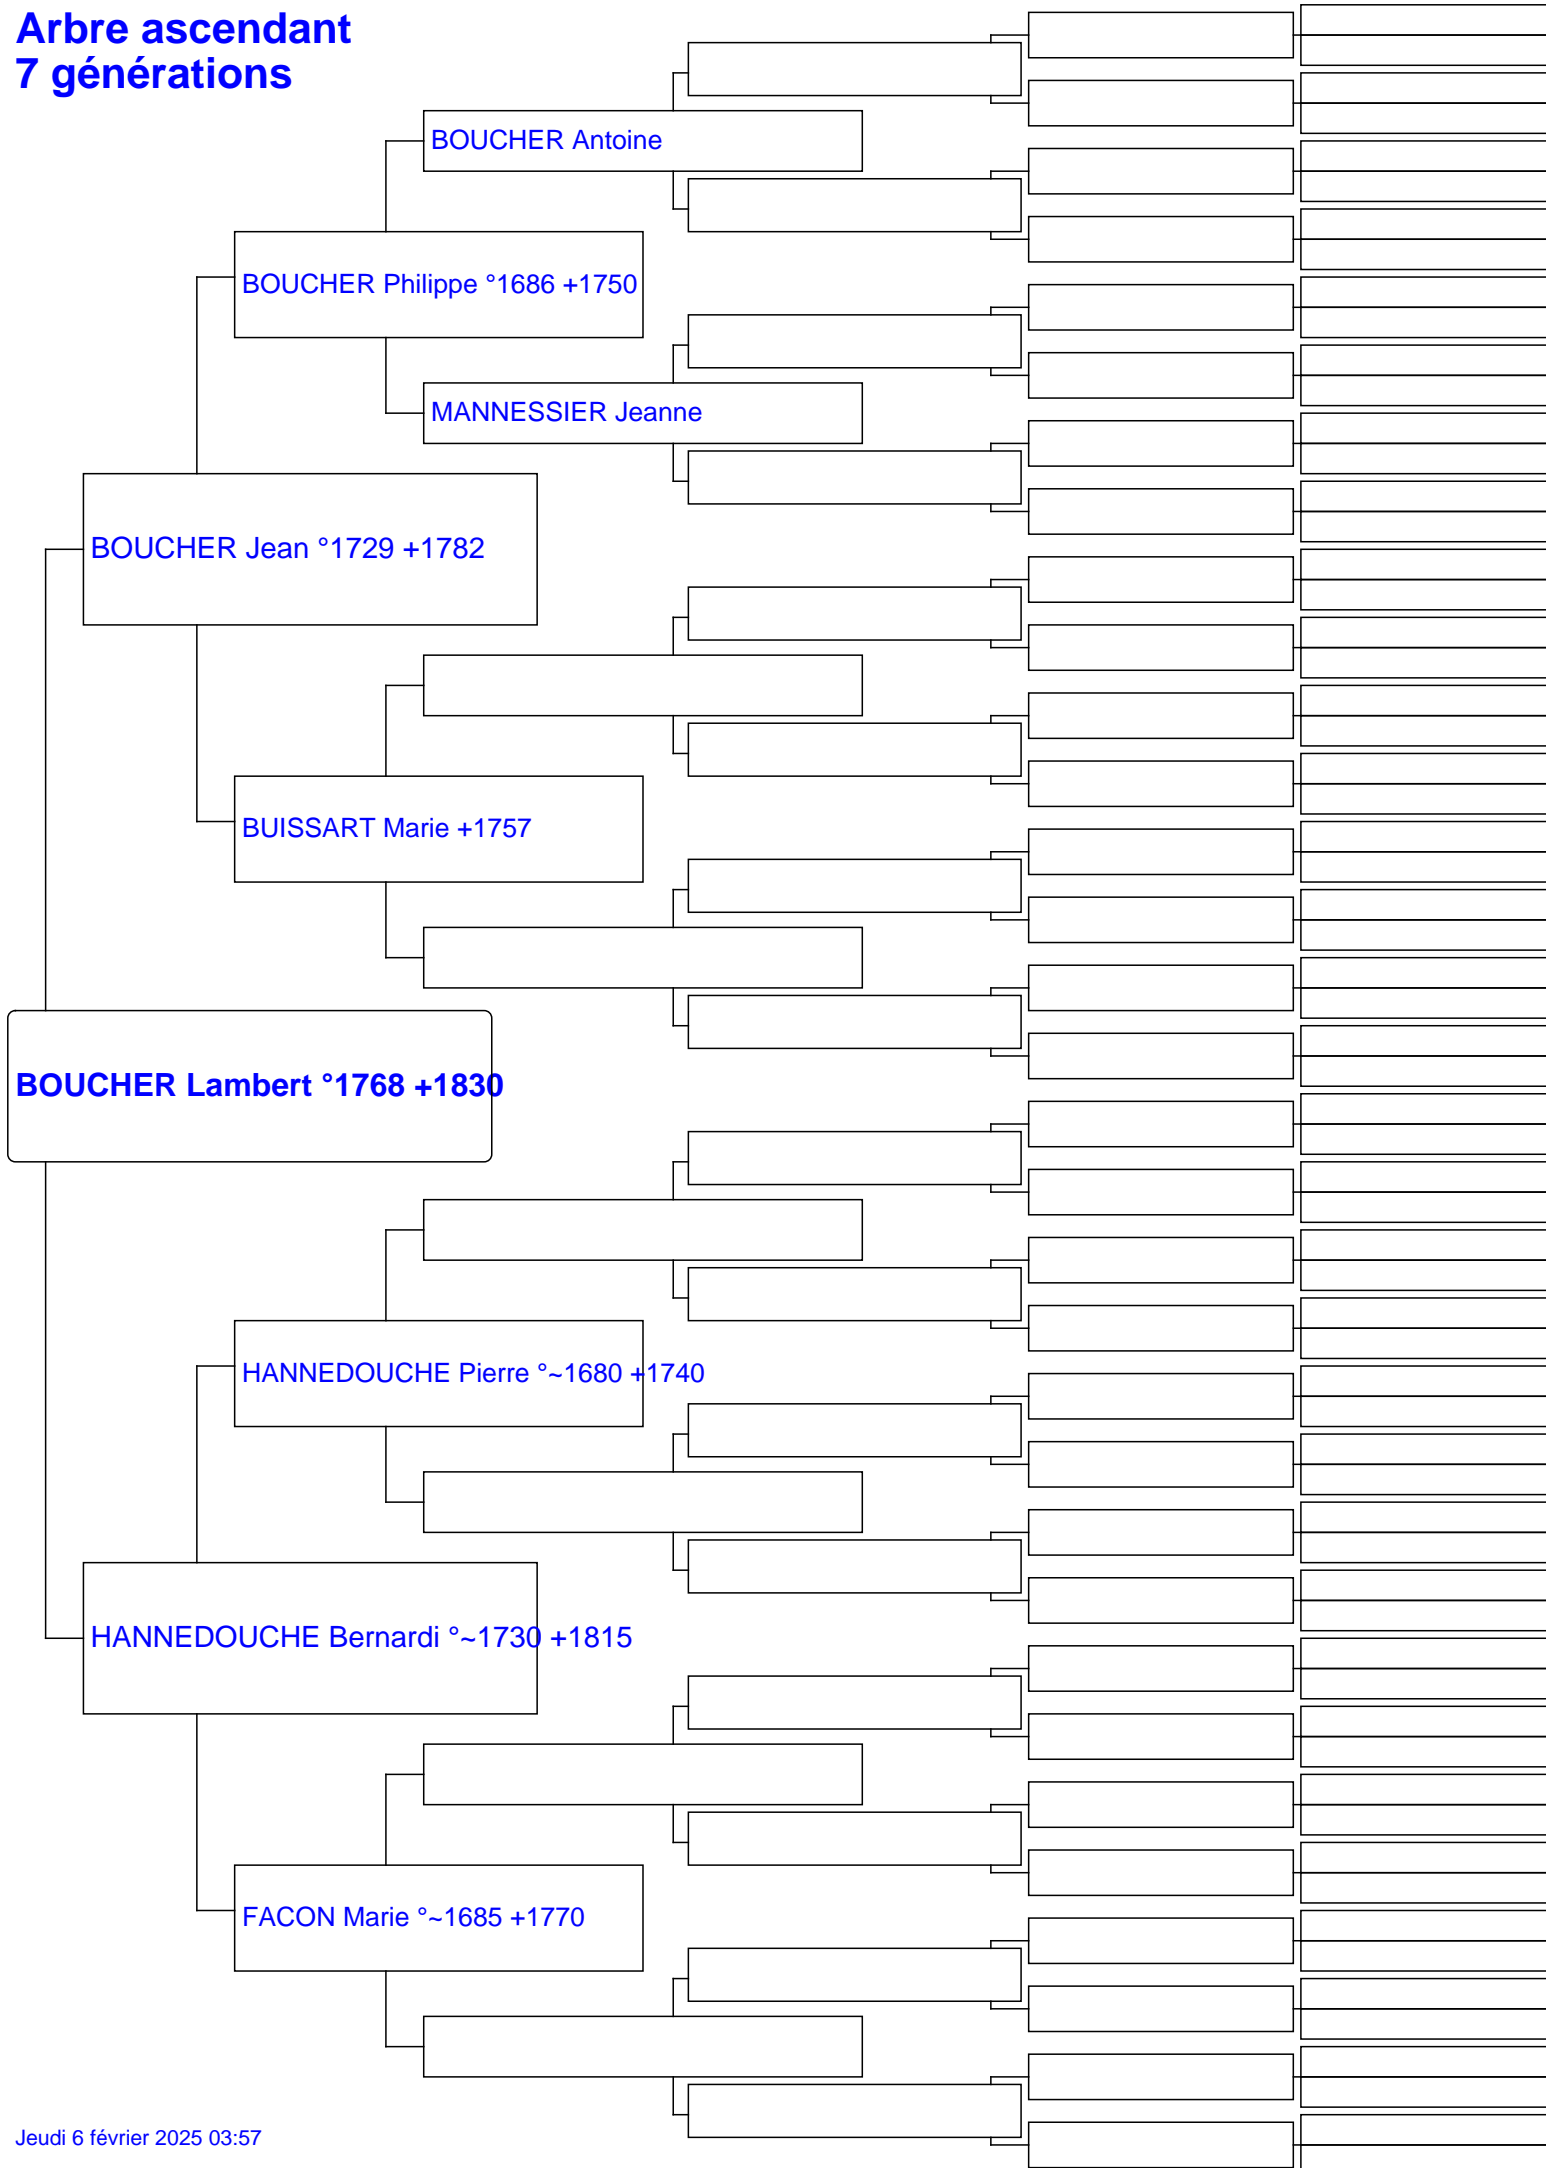 Arbre ascendant
7 générations
BOUCHER Antoine
BOUCHER Philippe °1686 +1750
MANNESSIER Jeanne
BOUCHER Jean °1729 +1782
BUISSART Marie +1757
BOUCHER Lambert °1768 +1830
HANNEDOUCHE Pierre °~1680 +1740
HANNEDOUCHE Bernardi °~1730 +1815
FACON Marie °~1685 +1770
Jeudi 6 février 2025 03:57